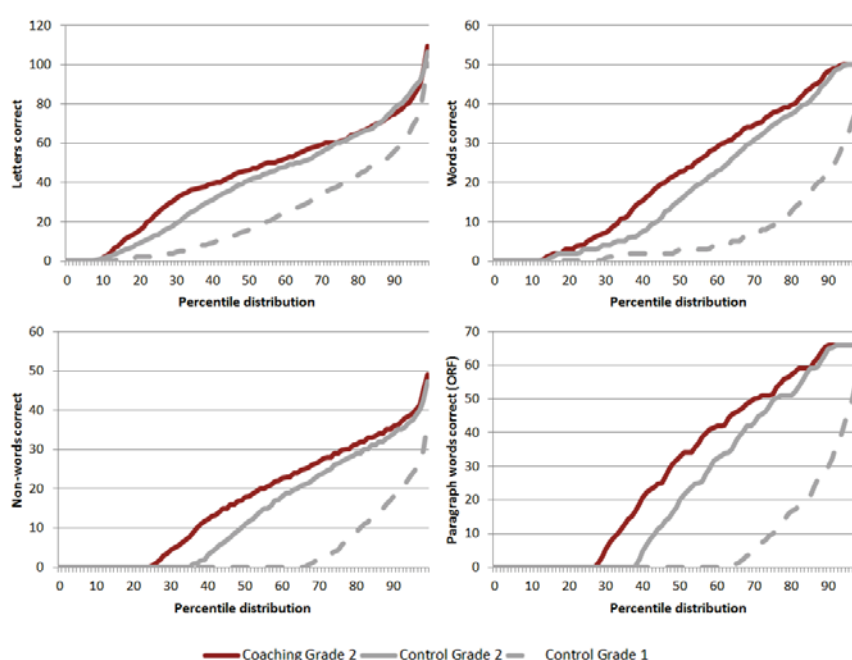 Letters correct
120
100
80
60
40
20
0
0 10 20 30 40 50 60 70 80 90
Percentile distribution
Words correct
60
50
40
30
20
10
0
0 10 20 30 40 50 60 70 80 90
Percentile distribution
Non-words correct
60
50
40
30
20
10
0
0 10 20 30 40 50 60 70 80 90
Percentile distribution
Paragraph words correct (ORF)
70
60
50
40
30
20
10
0
0 10 20 30 40 50 60 70 80 90
Percentile distribution
Coaching Grade 2 Control Grade 2 Control Grade 1